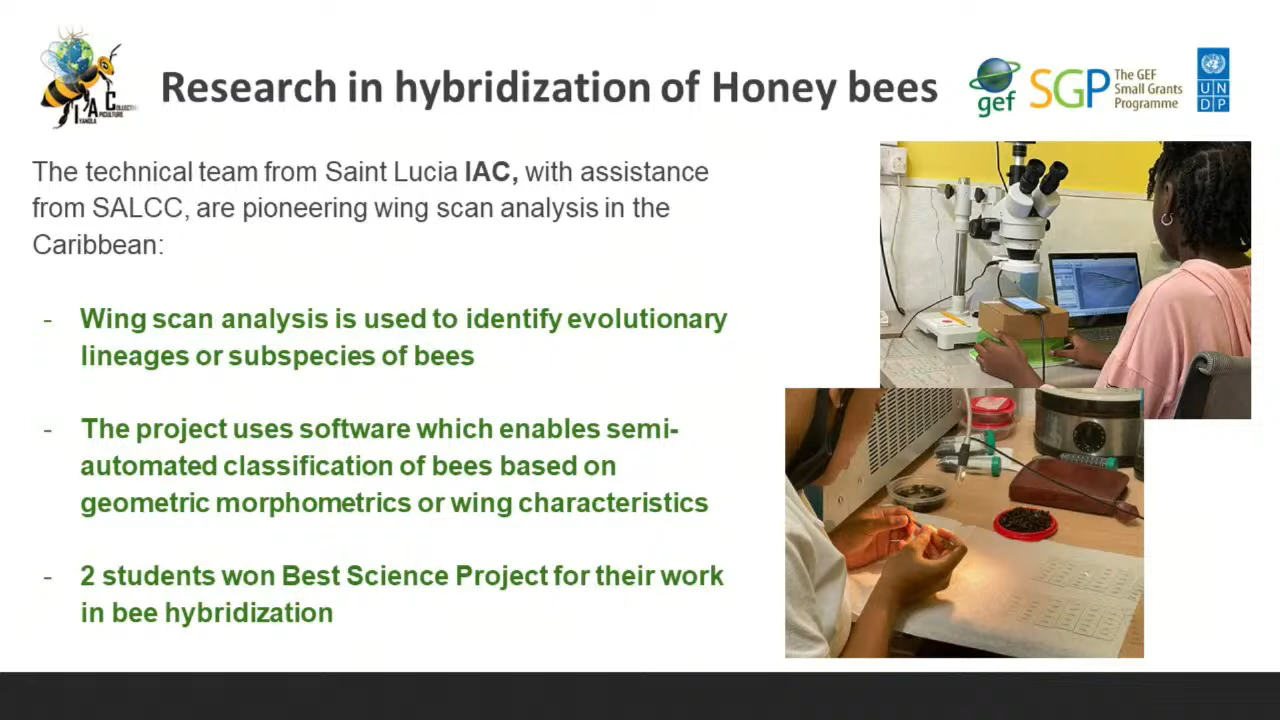 IYANOLA APICULTURE COLLECTIVE
Research in hybridization of Honey bees
gef
SGP
The GEF
Small Grants
Programme
U N
D P
The technical team from Saint Lucia IAC, with assistance
from SALCC, are pioneering wing scan analysis in the
Caribbean:
- Wing scan analysis is used to identify evolutionary
lineages or subspecies of bees
- The project uses software which enables semi-
automated classification of bees based on
geometric morphometrics or wing characteristics
- 2 students won Best Science Project for their work
in bee hybridization